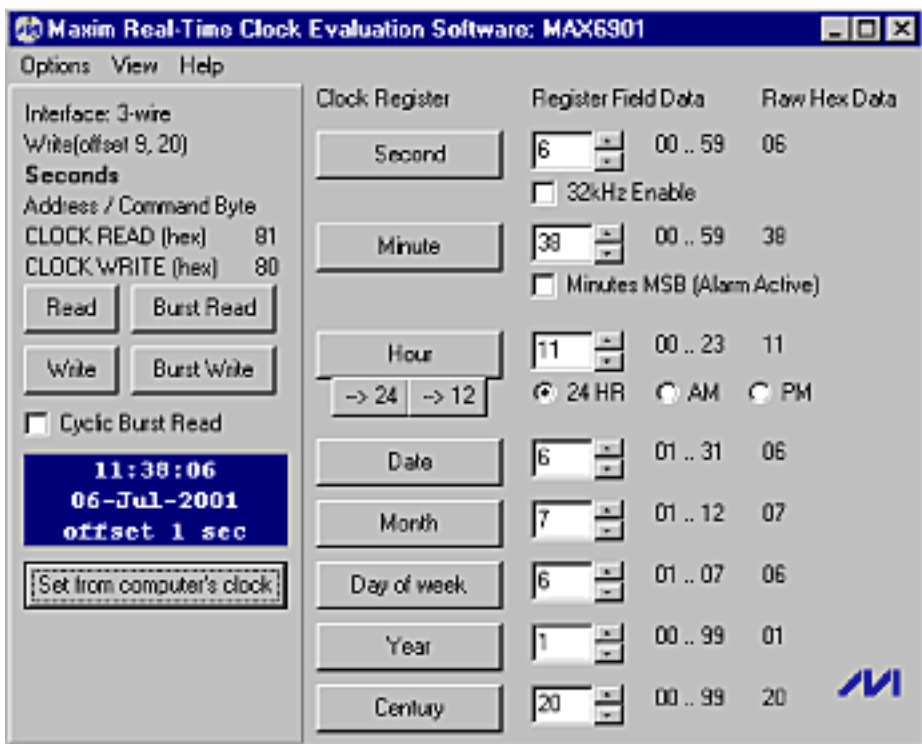 Maxim Real-Time Clock Evaluation Software: MAX6901
Options View Help
Interface: 3-wire
Write(offset 9, 20)
Seconds
Address / Command Byte
CLOCK READ (hex) 81
CLOCK WRITE (hex) 80
Read Burst Read
Write Burst Write
Cyclic Burst Read
11:38:06
06-Jul-2001
offset 1 sec
Set from computer's clock
Clock Register Register Field Data Raw Hex Data
Second 6 00 .. 59 06
32kHz Enable
Minute 38 00 .. 59 38
Minutes MSB (Alarm Active)
Hour 11 00 .. 23 11
--> 24 --> 12 24 HR AM PM
Date 6 01 .. 31 06
Month 7 01 .. 12 07
Day of week 6 01 .. 07 06
Year 1 00 .. 99 01
Century 20 00 .. 99 20